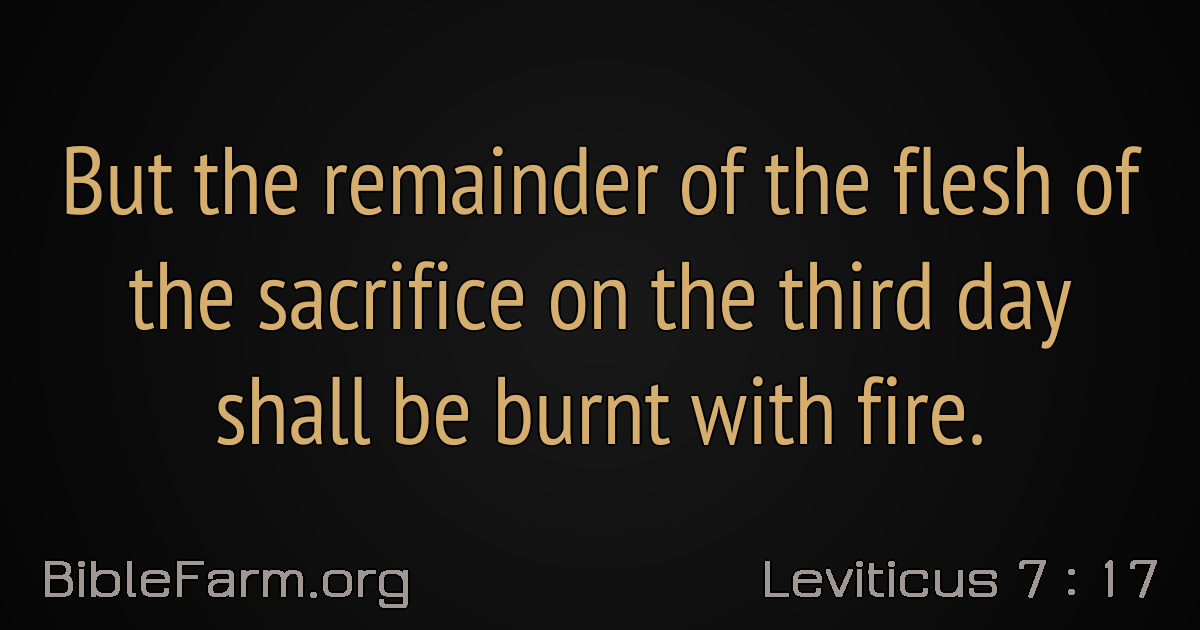 But the remainder of the flesh of
the sacrifice on the third day
shall be burnt with fire.
BibleFarm.org
Leviticus 7 : 17